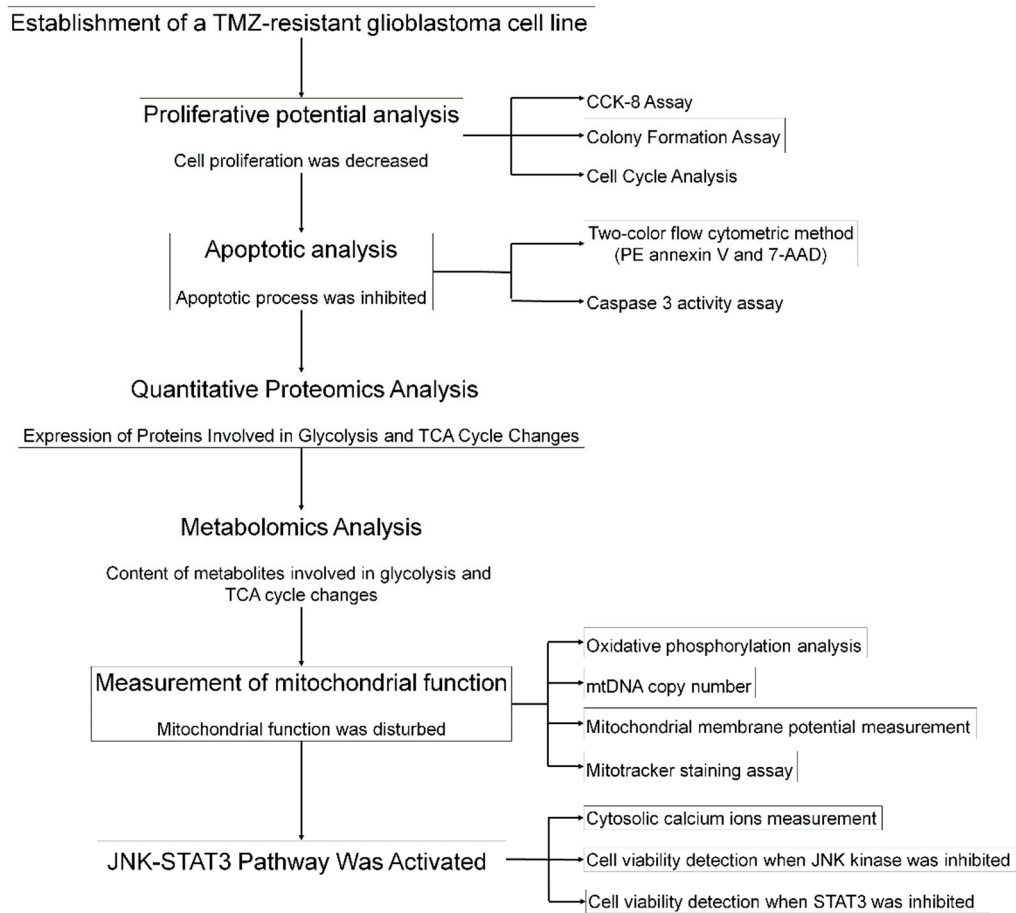 Establishment of a TMZ-resistant glioblastoma cell line
Proliferative potential analysis
Cell proliferation was decreased
CCK-8 Assay
Colony Formation Assay
Cell Cycle Analysis
Apoptotic analysis
Apoptotic process was inhibited
Two-color flow cytometric method
(PE annexin V and 7-AAD)
Caspase 3 activity assay
Quantitative Proteomics Analysis
Expression of Proteins Involved in Glycolysis and TCA Cycle Changes
Metabolomics Analysis
Content of metabolites involved in glycolysis and
TCA cycle changes
Measurement of mitochondrial function
Mitochondrial function was disturbed
Oxidative phosphorylation analysis
mtDNA copy number
Mitochondrial membrane potential measurement
Mitotracker staining assay
JNK-STAT3 Pathway Was Activated
Cytosolic calcium ions measurement
Cell viability detection when JNK kinase was inhibited
Cell viability detection when STAT3 was inhibited